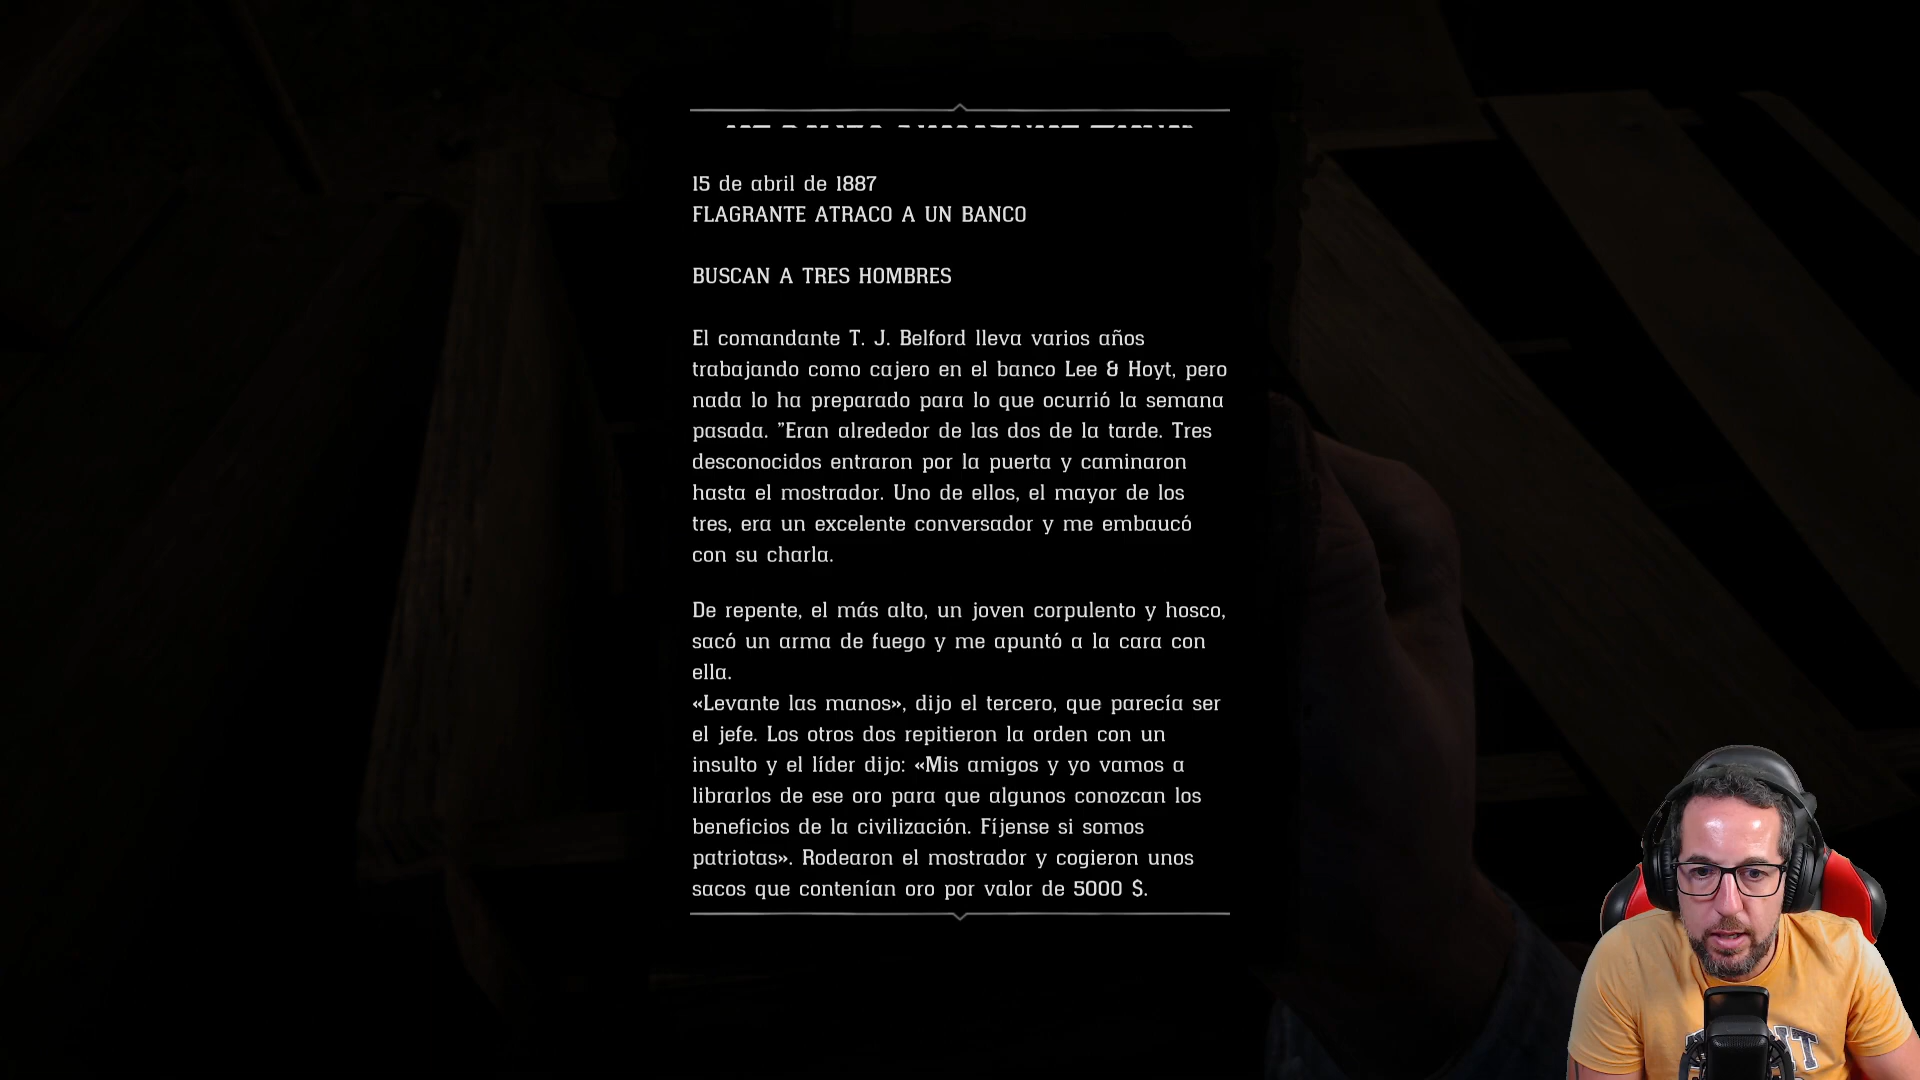 15 de abril de 1887
FLAGRANTE ATRACO A UN BANCO
BUSCAN A TRES HOMBRES
El comandante T. J. Belford lleva varios años
trabajando como cajero en el banco Lee & Hoyt, pero
nada lo ha preparado para lo que ocurrió la semana
pasada. "Eran alrededor de las dos de la tarde. Tres
desconocidos entraron por la puerta y caminaron
hasta el mostrador. Uno de ellos, el mayor de los
tres, era un excelente conversador y me embaucó
con su charla.
De repente, el más alto, un joven corpulento y hosco,
sacó un arma de fuego y me apuntó a la cara con
ella.
«Levante las manos», dijo el tercero, que parecía ser
el jefe. Los otros dos repitieron la orden con un
insulto y el líder dijo: «Mis amigos y yo vamos a
librarlos de ese oro para que algunos conozcan los
beneficios de la civilización. Fíjense si somos
patriotas». Rodearon el mostrador y cogieron unos
sacos que contenían oro por valor de 5000 $.